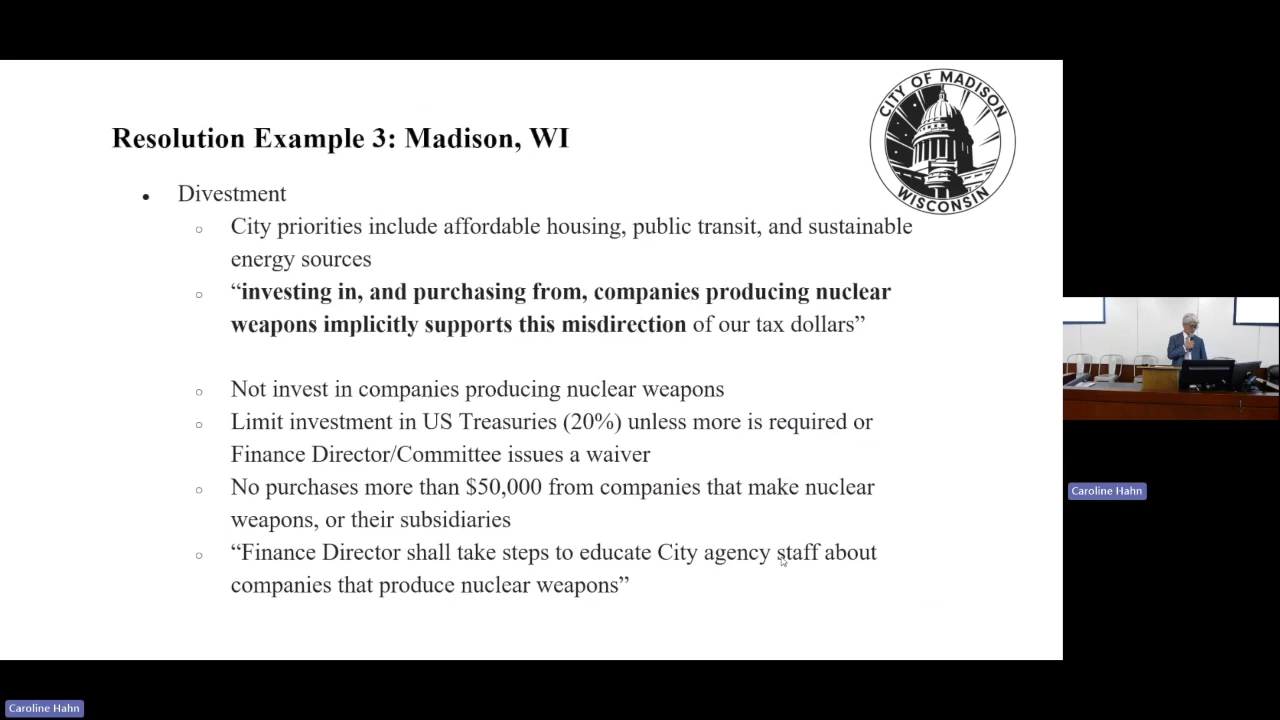 CITY OF MADISON
WISCONSIN
Resolution Example 3: Madison, WI
Divestment
City priorities include affordable housing, public transit, and sustainable
energy sources
“investing in, and purchasing from, companies producing nuclear
weapons implicitly supports this misdirection of our tax dollars”
Not invest in companies producing nuclear weapons
Limit investment in US Treasuries (20%) unless more is required or
Finance Director/Committee issues a waiver
No purchases more than $50,000 from companies that make nuclear
weapons, or their subsidiaries
“Finance Director shall take steps to educate City agency staff about
companies that produce nuclear weapons”
Caroline Hahn
Caroline Hahn